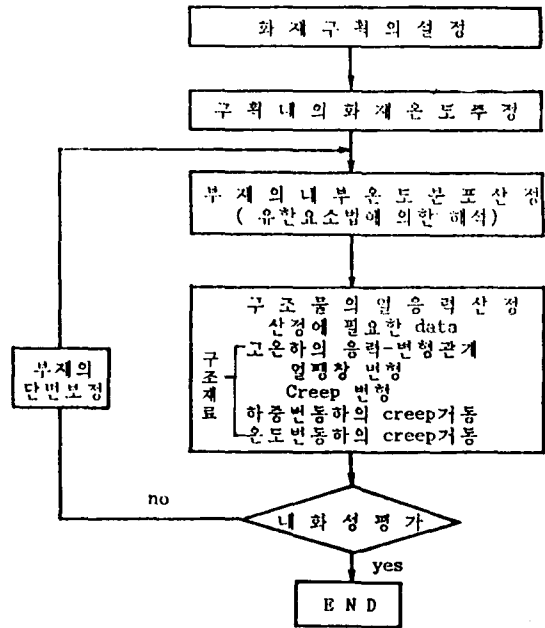 화재구획의설정
구획내의화재온도추정
부재의내부온도분포산정
( 유한요소법에 의한 해석)
구조물의열응력산정
산정에 필요한 data
고온하의 응력-변형관계
열팽창 변형
Creep 변형
하중변동하의 creep거동
온도변동하의 creep거동
구조재료
부재의
단면보정
no
내화성평가
yes
END